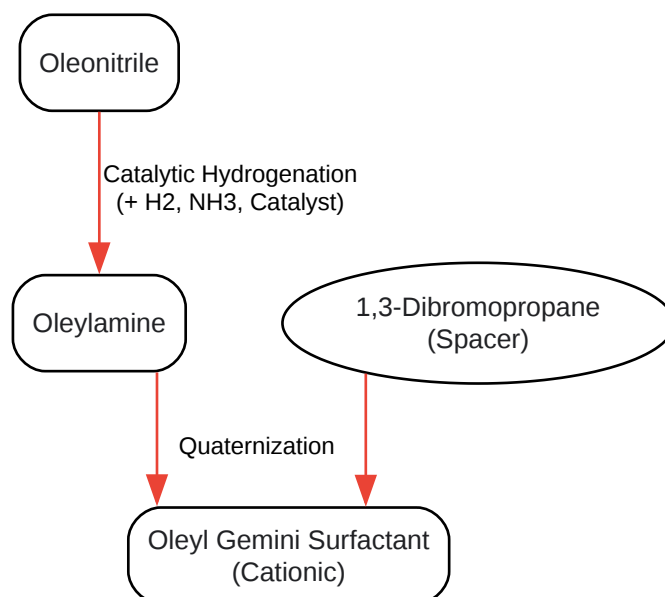 Oleonitrile
Catalytic Hydrogenation
(+ H2, NH3, Catalyst)
Oleylamine
1,3-Dibromopropane
(Spacer)
Quaternization
Oleyl Gemini Surfactant
(Cationic)